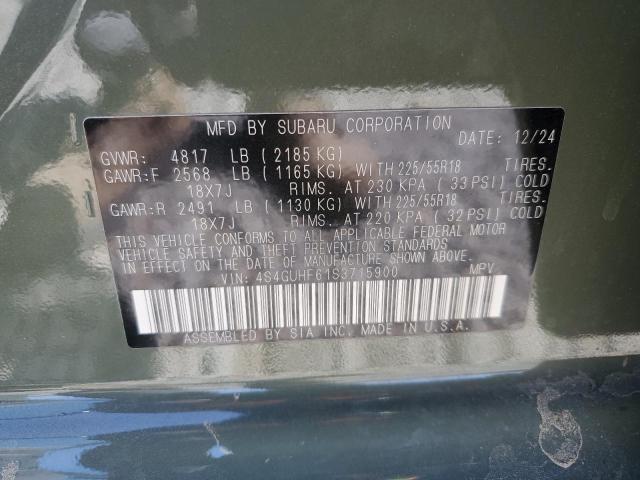 MFD BY SUBARU CORPORATION
DATE: 12/24
GVWR: 4817 LB ( 2185 KG)
GAWR:F 2568 LB ( 1165 KG) WITH 225/55R18 TIRES.
18X7J RIMS. AT 230 KPA ( 33 PSI) COLD
GAWR:R 2491 LB ( 1130 KG) WITH 225/55R18 TIRES.
18X7J RIMS. AT 220 KPA ( 32 PSI) COLD
THIS VEHICLE CONFORMS TO ALL APPLICABLE FEDERAL MOTOR
VEHICLE SAFETY AND THEFT PREVENTION STANDARDS
IN EFFECT ON THE DATE OF MANUFACTURE SHOWN ABOVE.
VIN: 4S4GUHF61S3715900 MPV
ASSEMBLED BY SIA INC. MADE IN U.S.A.